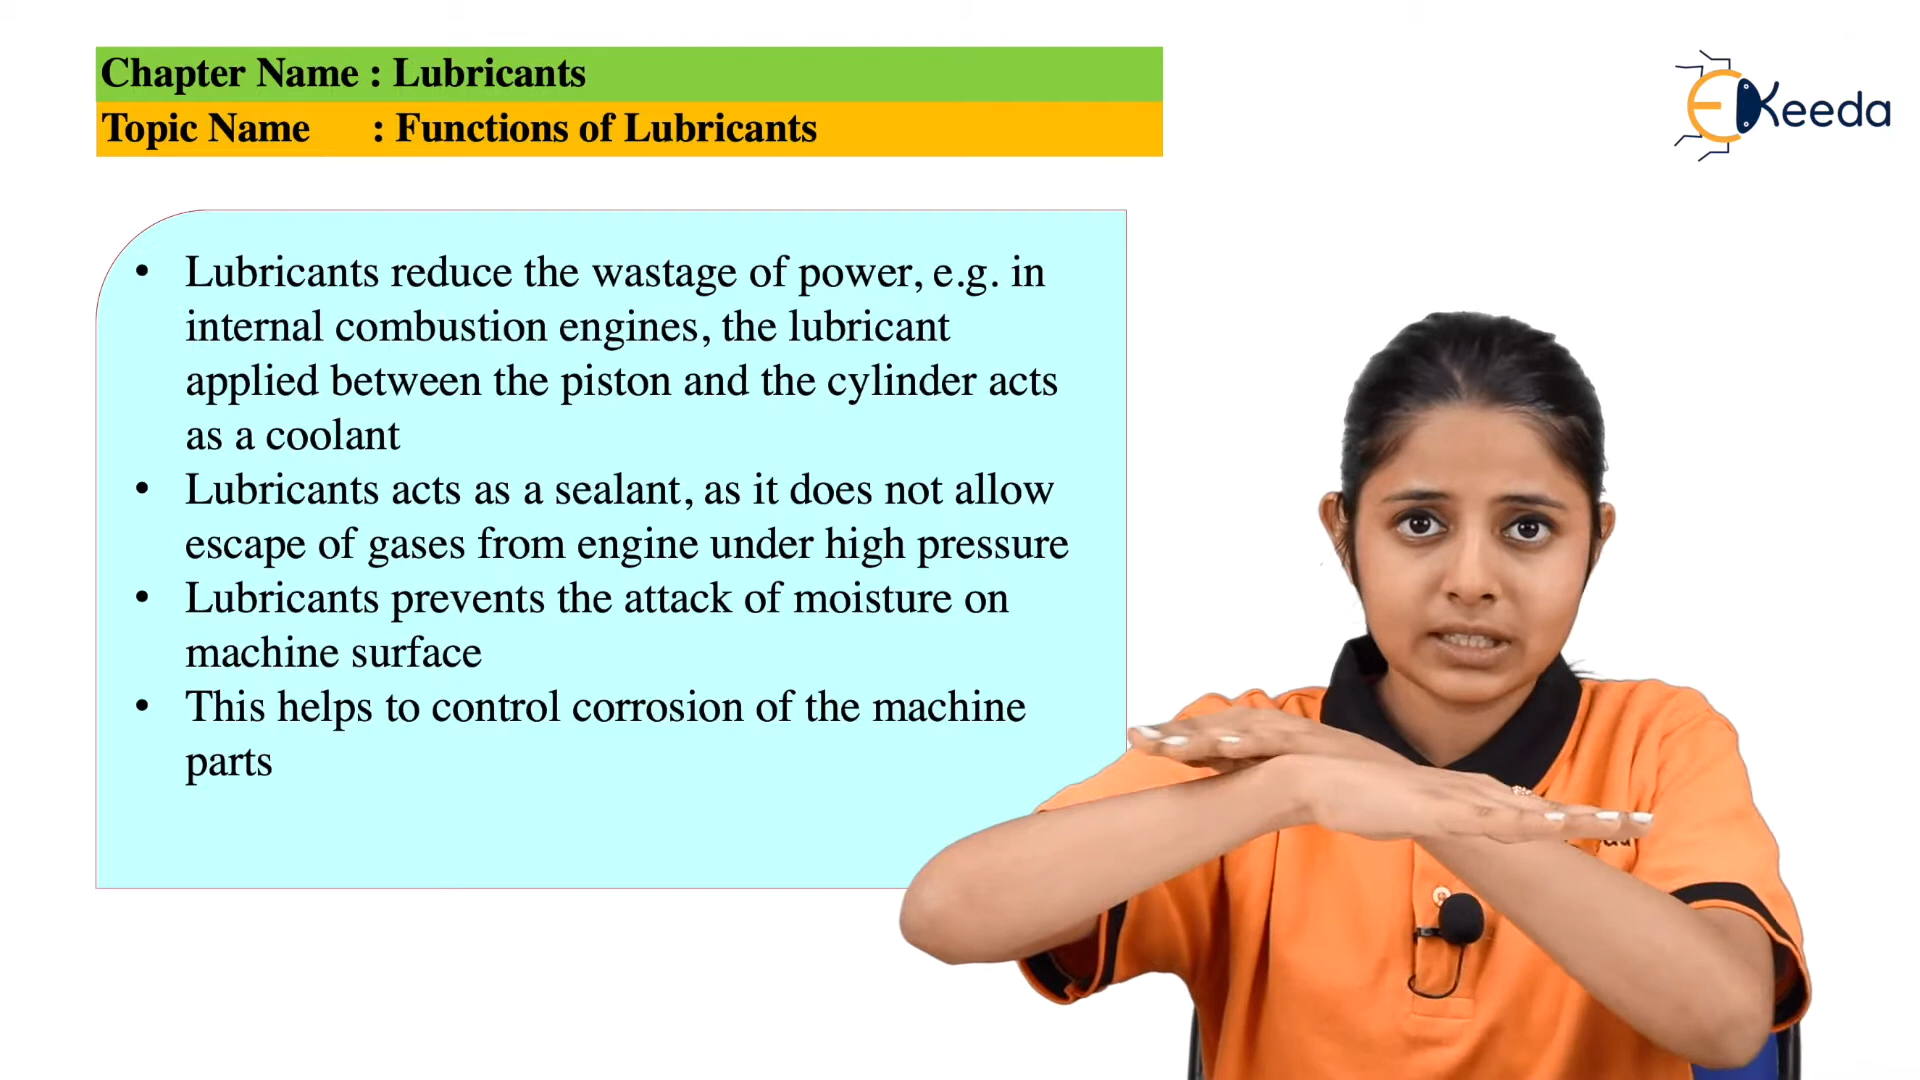 Chapter Name : Lubricants
Topic Name : Functions of Lubricants
EKeeda
• Lubricants reduce the wastage of power, e.g. in
internal combustion engines, the lubricant
applied between the piston and the cylinder acts
as a coolant
• Lubricants acts as a sealant, as it does not allow
escape of gases from engine under high pressure
• Lubricants prevents the attack of moisture on
machine surface
• This helps to control corrosion of the machine
parts